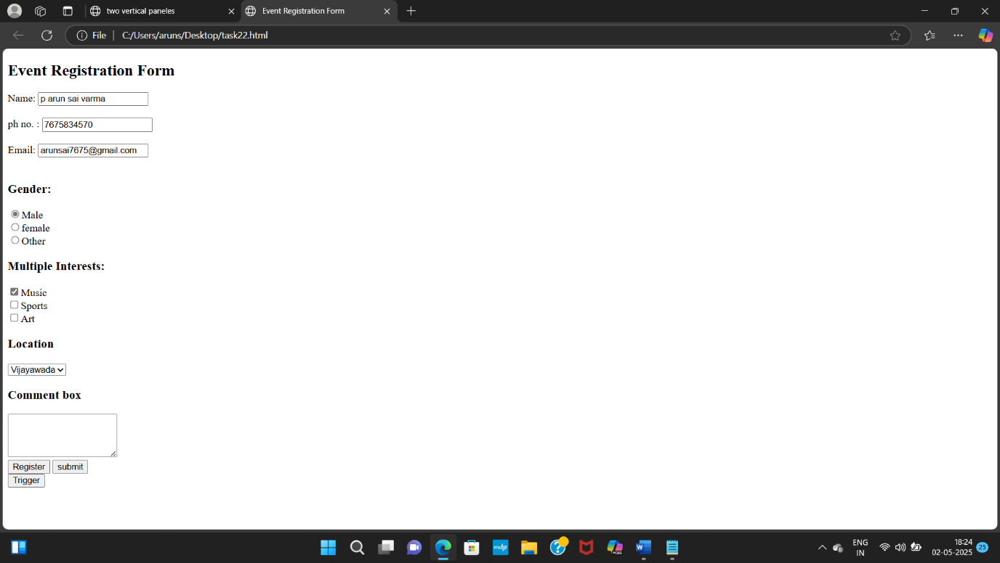 two vertical paneles
Event Registration Form
File | C:/Users/aruns/Desktop/task22.html
Event Registration Form
Name: p arun sai varma
ph no. : 7675834570
Email: arunsai7675@gmail.com
Gender:
Male
female
Other
Multiple Interests:
Music
Sports
Art
Location
Vijayawada
Comment box
Register submit
Trigger
myhp
M365
W
ENG
IN
18:24
02-05-2025
25